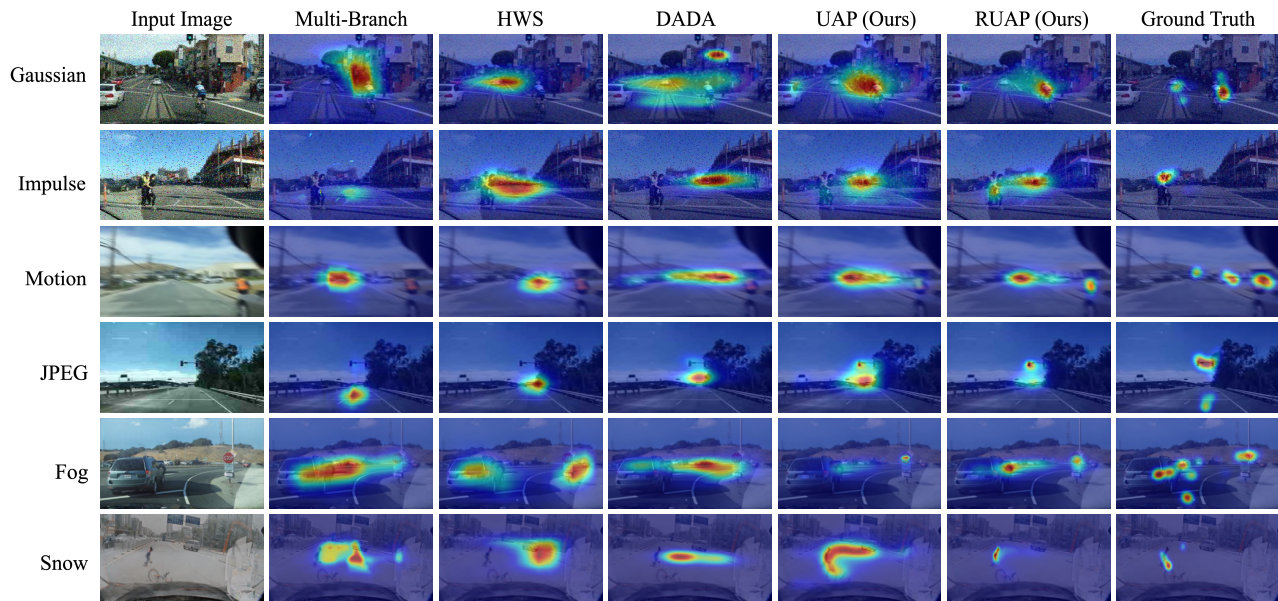 Input Image Multi-Branch HWS DADA UAP (Ours) RUAP (Ours) Ground Truth
Gaussian
Impulse
Motion
JPEG
Fog
Snow